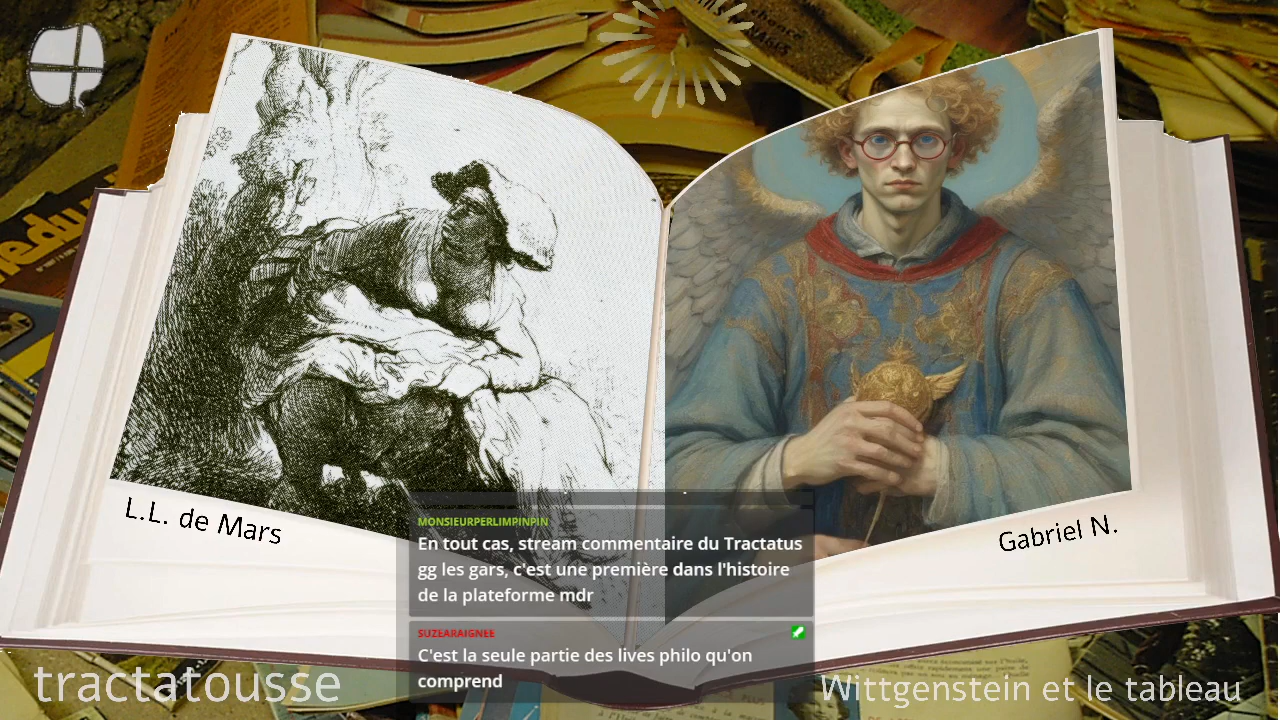 L.L. de Mars
Gabriel N.
MONSIEURPERLIMPINPIN
En tout cas, stream commentaire du Tractatus
gg les gars, c'est une première dans l'histoire
de la plateforme mdr
SUZEARAIGNEE
C'est la seule partie des lives philo qu'on
comprend
tractatousse
Wittgenstein et le tableau